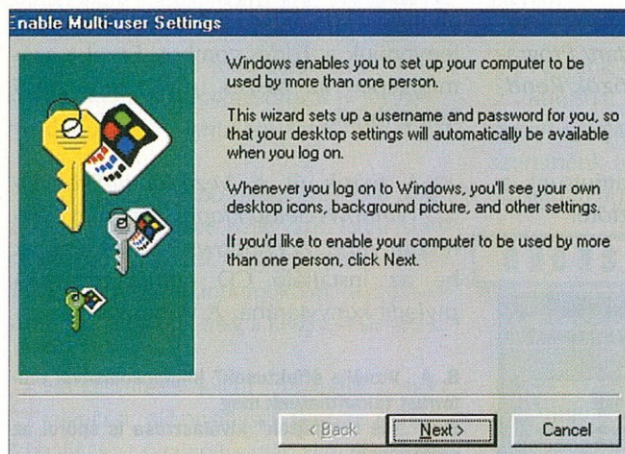 Enable Multi-user Settings
Windows enables you to set up your computer to be
used by more than one person.
This wizard sets up a username and password for you, so
that your desktop settings will automatically be available
when you log on.
Whenever you log on to Windows, you'll see your own
desktop icons, background picture, and other settings.
If you'd like to enable your computer to be used by more
than one person, click Next.
< Back
Next >
Cancel